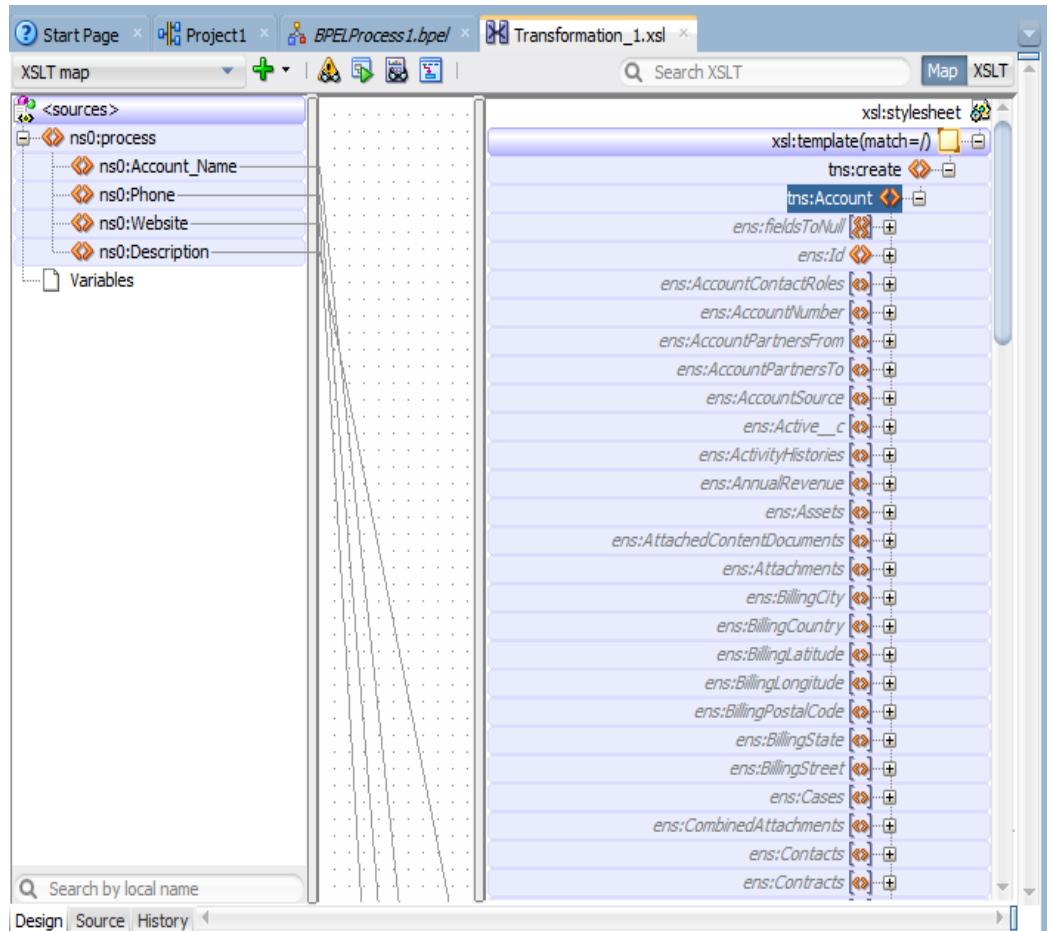 Start Page
Project1
BPELProcess1.bpel
Transformation_1.xsl
XSLT map
Search XSLT
Map
XSLT
<sources>
ns0:process
ns0:Account_Name
ns0:Phone
ns0:Website
ns0:Description
Variables
Search by local name
xsl:stylesheet
xsl:template(match=/)
tns:create
tns:Account
ens:fieldsToNull
ens:Id
ens:AccountContactRoles
ens:AccountNumber
ens:AccountPartnersFrom
ens:AccountPartnersTo
ens:AccountSource
ens:Active__c
ens:ActivityHistories
ens:AnnualRevenue
ens:Assets
ens:AttachedContentDocuments
ens:Attachments
ens:BillingCity
ens:BillingCountry
ens:BillingLatitude
ens:BillingLongitude
ens:BillingPostalCode
ens:BillingState
ens:BillingStreet
ens:Cases
ens:CombinedAttachments
ens:Contacts
ens:Contracts
Design Source History